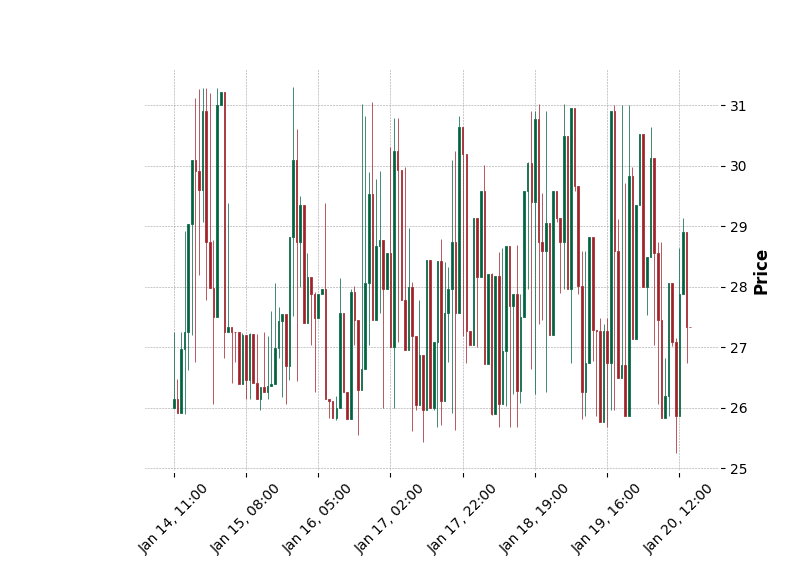 31
30
29
28
27
26
25
Price
Jan 14, 11:00
Jan 15, 08:00
Jan 16, 05:00
Jan 17, 02:00
Jan 17, 22:00
Jan 18, 19:00
Jan 19, 16:00
Jan 20, 12:00